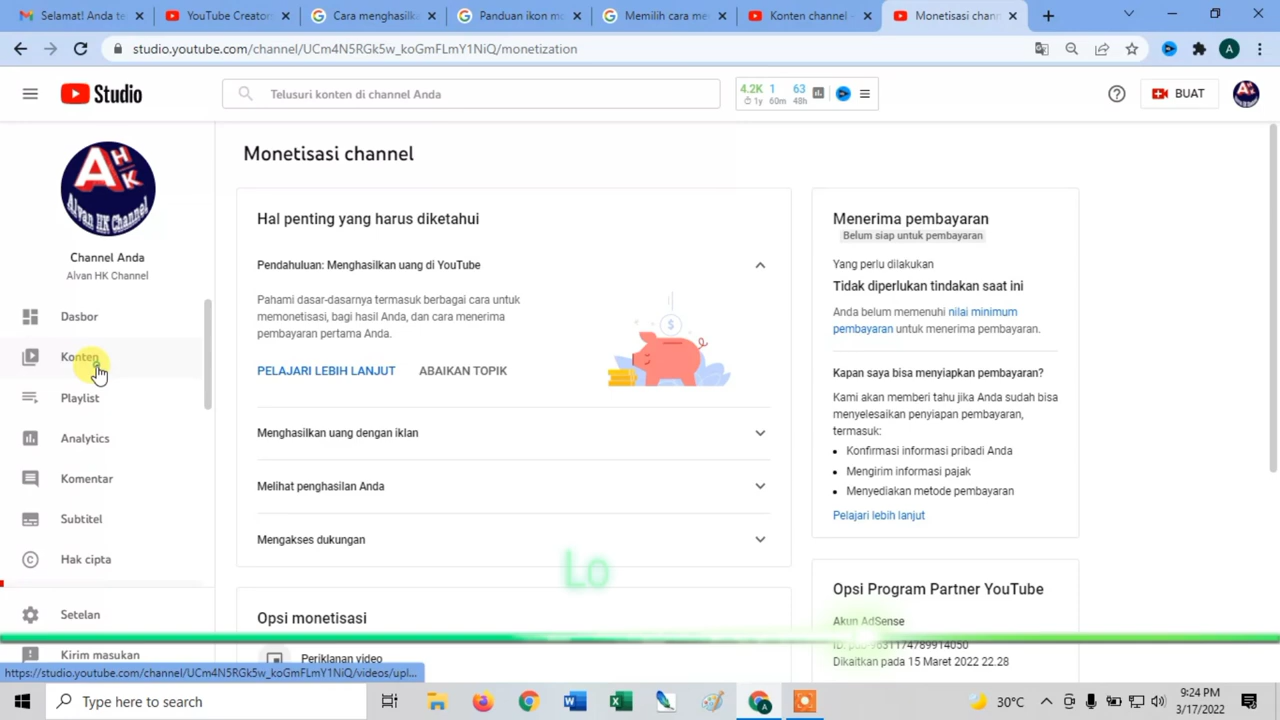 Selamat! Anda te
YouTube Creator
Cara menghasilk
Panduan ikon mo
Memilih cara me
Konten channel -
Monetisasi chann
studio.youtube.com/channel/UCm4N5RGk5w_koGmFLmY1NiQ/monetization
A
Studio
Telusuri konten di channel Anda
4.2K 1 63
1y 60m 48h
BUAT
AHK
Alvan HK Channel
Channel Anda
Alvan HK Channel
Dasbor
Konten
Playlist
Analytics
Komentar
Subtitel
Hak cipta
Setelan
Kirim masukan
Monetisasi channel
Hal penting yang harus diketahui
Pendahuluan: Menghasilkan uang di YouTube
Pahami dasar-dasarnya termasuk berbagai cara untuk
memonetisasi, bagi hasil Anda, dan cara menerima
pembayaran pertama Anda.
PELAJARI LEBIH LANJUT ABAIKAN TOPIK
Menghasilkan uang dengan iklan
Melihat penghasilan Anda
Mengakses dukungan
Lo
Opsi monetisasi
Periklanan video
Menerima pembayaran
Belum siap untuk pembayaran
Yang perlu dilakukan
Tidak diperlukan tindakan saat ini
Anda belum memenuhi nilai minimum
pembayaran untuk menerima pembayaran.
Kapan saya bisa menyiapkan pembayaran?
Kami akan memberi tahu jika Anda sudah bisa
menyelesaikan penyiapan pembayaran,
termasuk:
Konfirmasi informasi pribadi Anda
Mengirim informasi pajak
Menyediakan metode pembayaran
Pelajari lebih lanjut
Opsi Program Partner YouTube
Akun AdSense
Dikaitkan pada 15 Maret 2022 22.28
https://studio.youtube.com/channel/UCm4N5RGk5w_koGmFLmY1NiQ/videos/upl...
Type here to search
30°C
9:24 PM
3/17/2022